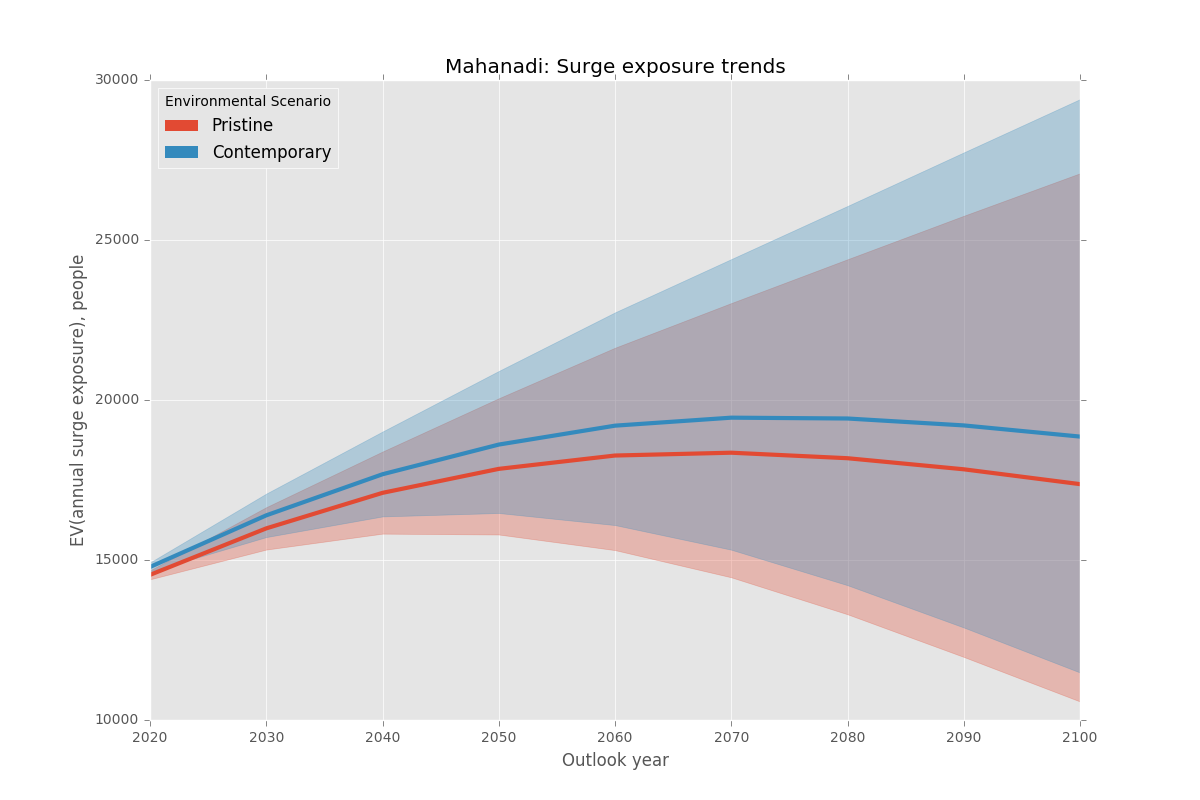 Mahanadi: Surge exposure trends
30000
25000
20000
15000
10000
EV(annual surge exposure), people
Environmental Scenario
Pristine
Contemporary
2020 2030 2040 2050 2060 2070 2080 2090 2100
Outlook year